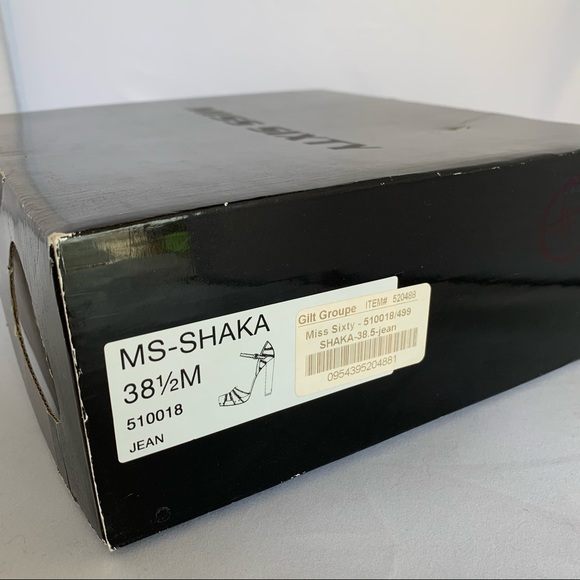 MISS SIXTY
MS-SHAKA
38½M
510018
JEAN
Gilt Groupe ITEM# 520489
Miss Sixty - 510018/499
SHAKA-38.5-jean
0954395204881